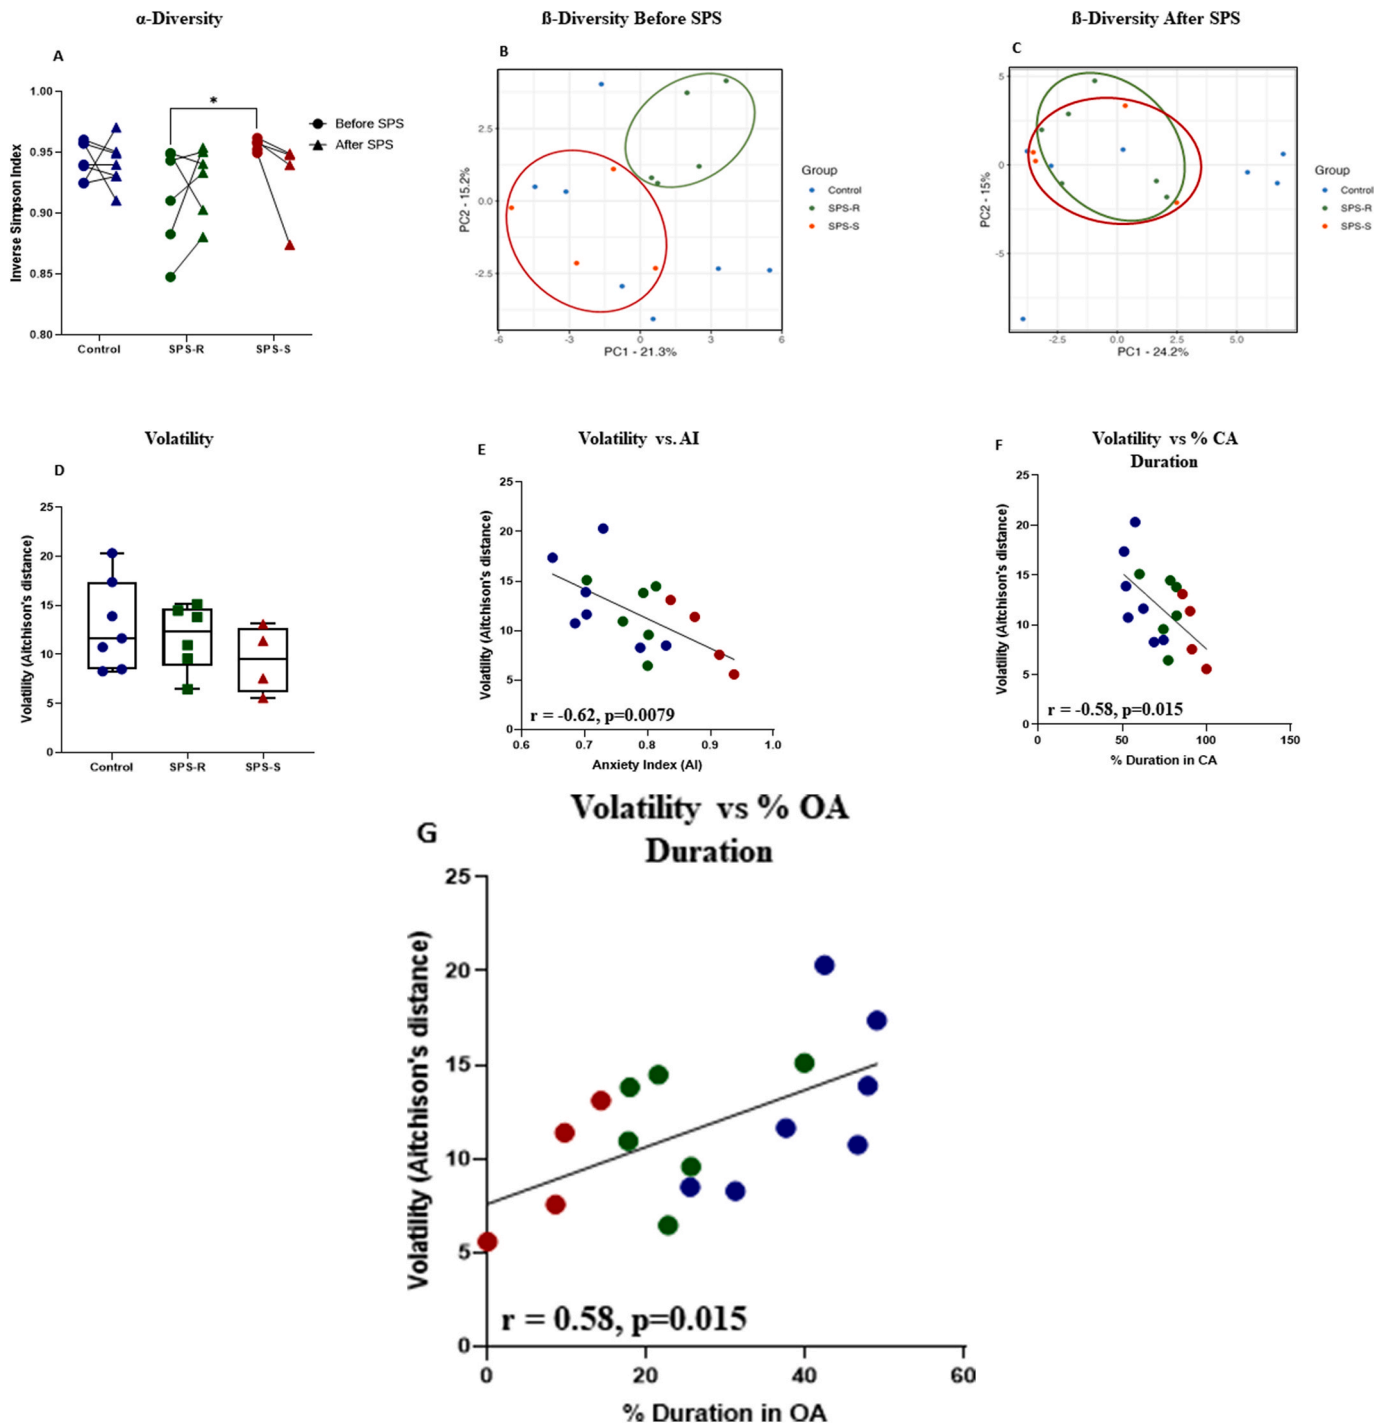 α-Diversity
A
Inverse Simpson Index
1.00
0.95
0.90
0.85
0.80
*
Before SPS
After SPS
Control
SPS-R
SPS-S
ß-Diversity Before SPS
B
PC2 - 15.2%
2.5
0.0
-2.5
-6
-3
0
3
6
PC1 - 21.3%
Group
Control
SPS-R
SPS-S
ß-Diversity After SPS
C
PC2 - 15%
5
0
-5
-2.5
0.0
2.5
5.0
PC1 - 24.2%
Group
Control
SPS-R
SPS-S
Volatility
D
Volatility (Aitchison's distance)
25
20
15
10
5
0
Control
SPS-R
SPS-S
Volatility vs. AI
E
Volatility (Aitchison's distance)
25
20
15
10
5
0
r = -0.62, p=0.0079
0.6
0.7
0.8
0.9
1.0
Anxiety Index (AI)
Volatility vs % CA
Duration
F
Volatility (Aitchison's distance)
25
20
15
10
5
0
r = -0.58, p=0.015
0
50
100
150
% Duration in CA
Volatility vs % OA
Duration
G
Volatility (Aitchison's distance)
25
20
15
10
5
0
r = 0.58, p=0.015
0
20
40
60
% Duration in OA